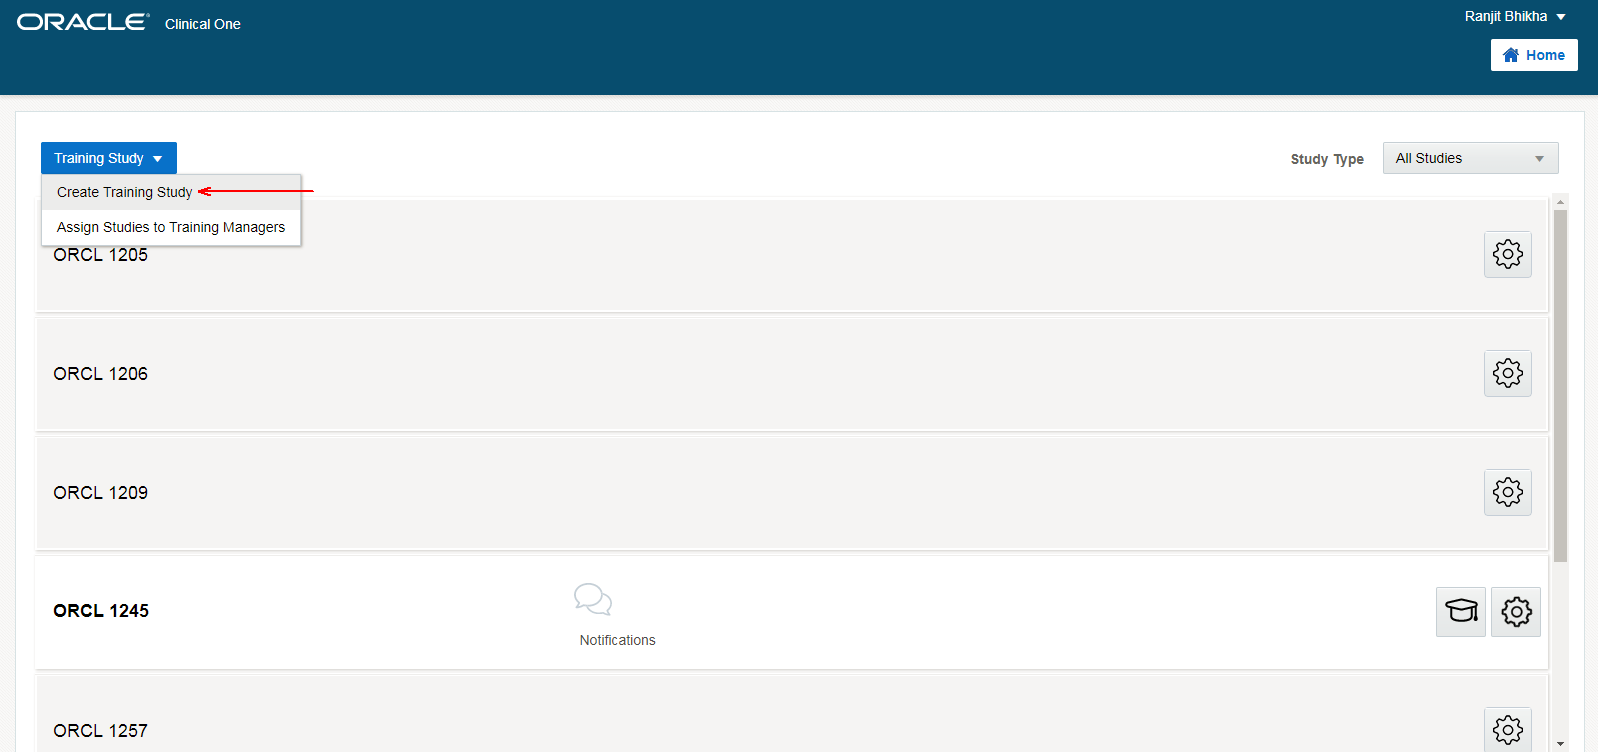 ORACLE® Clinical One
Ranjit Bhikha
Home
Training Study
Study Type All Studies
Create Training Study
Assign Studies to Training Managers
ORCL 1205
ORCL 1206
ORCL 1209
ORCL 1245
Notifications
ORCL 1257